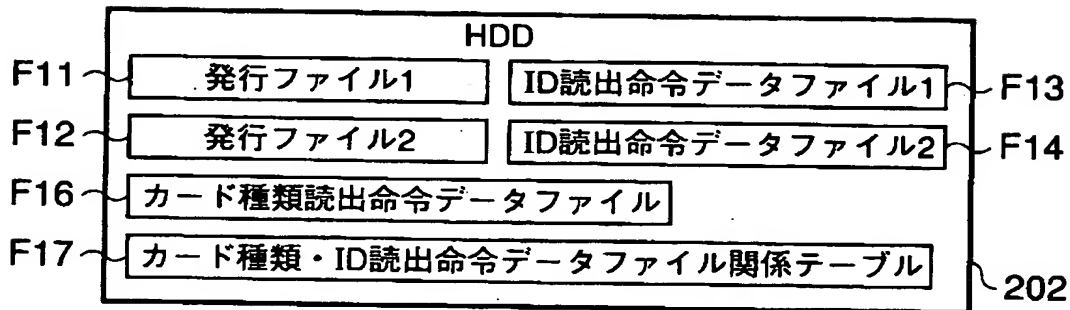 HDD
F11 発行ファイル1 ID読出命令データファイル1 F13
F12 発行ファイル2 ID読出命令データファイル2 F14
F16 カード種類読出命令データファイル
F17 カード種類・ID読出命令データファイル関係テーブル
202